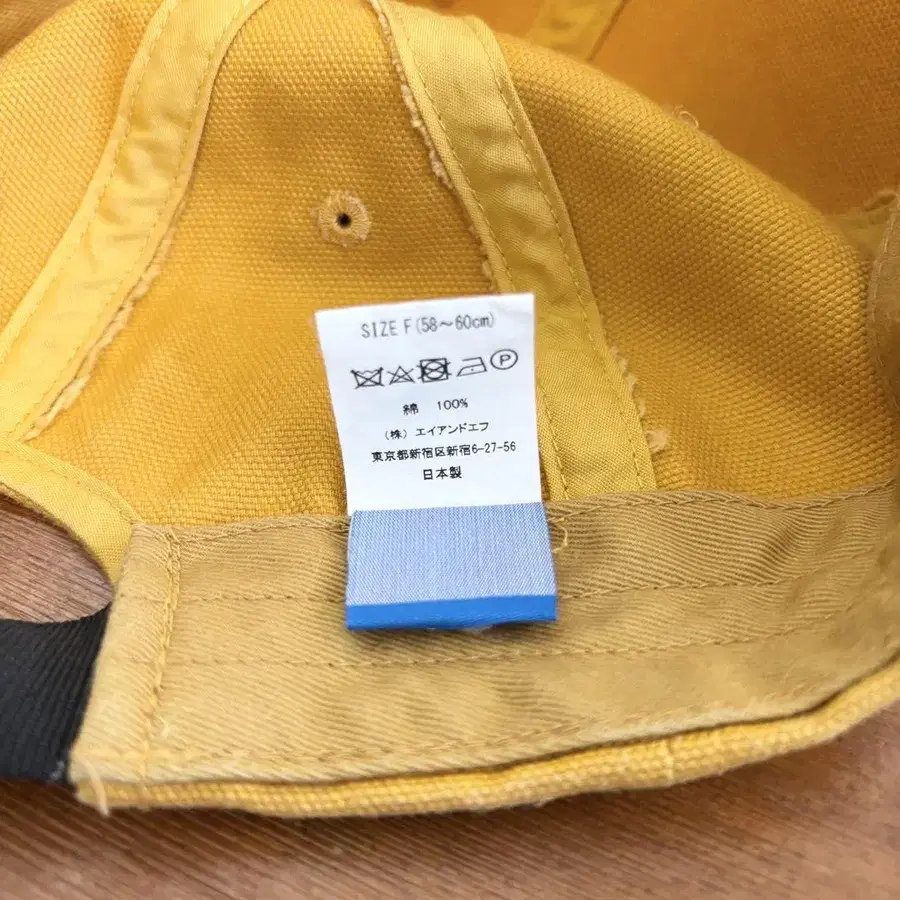 SIZE F(58～60cm)
P
綿 100%
(株) エイアンドエフ
東京都新宿区新宿6-27-56
日本製